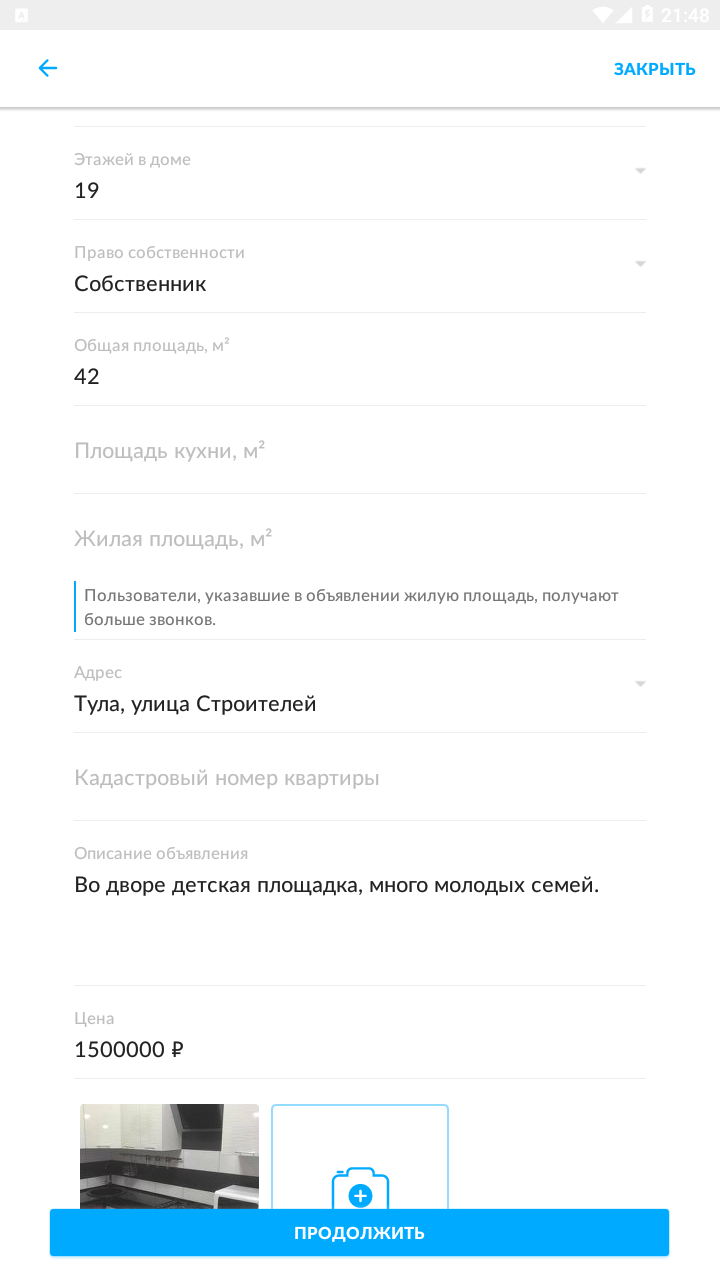 21:48
ЗАКРЫТЬ
Этажей в доме
19
Право собственности
Собственник
Общая площадь, м²
42
Площадь кухни, м²
Жилая площадь, м²
Пользователи, указавшие в объявлении жилую площадь, получают
больше звонков.
Адрес
Тула, улица Строителей
Кадастровый номер квартиры
Описание объявления
Во дворе детская площадка, много молодых семей.
Цена
1500000 ₽
ПРОДОЛЖИТЬ